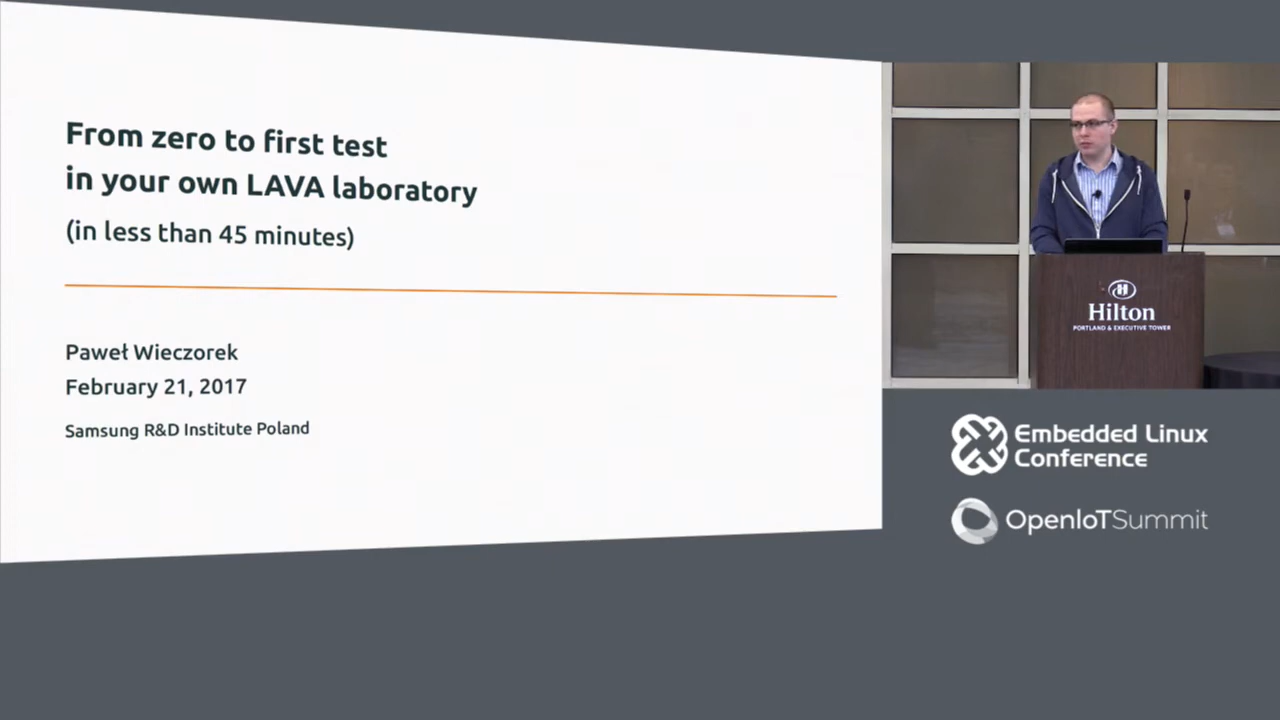 From zero to first test
in your own LAVA laboratory
(in less than 45 minutes)
Paweł Wieczorek
February 21, 2017
Samsung R&D Institute Poland
Hilton
PORTLAND & EXECUTIVE TOWER
Embedded Linux
Conference
OpenIoTSummit